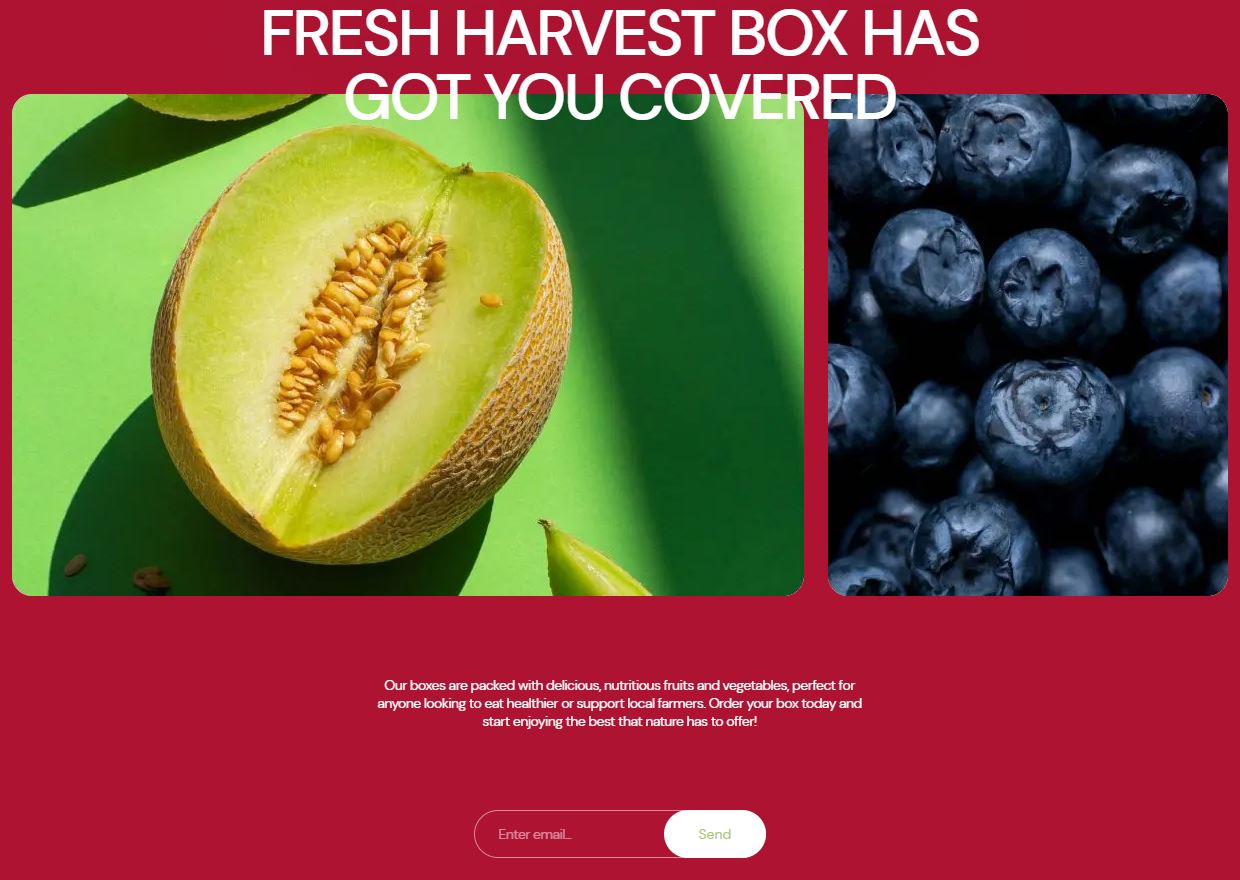 FRESH HARVEST BOX HAS
GOT YOU COVERED
Our boxes are packed with delicious, nutritious fruits and vegetables, perfect for
anyone looking to eat healthier or support local farmers. Order your box today and
start enjoying the best that nature has to offer!
Enter email... Send